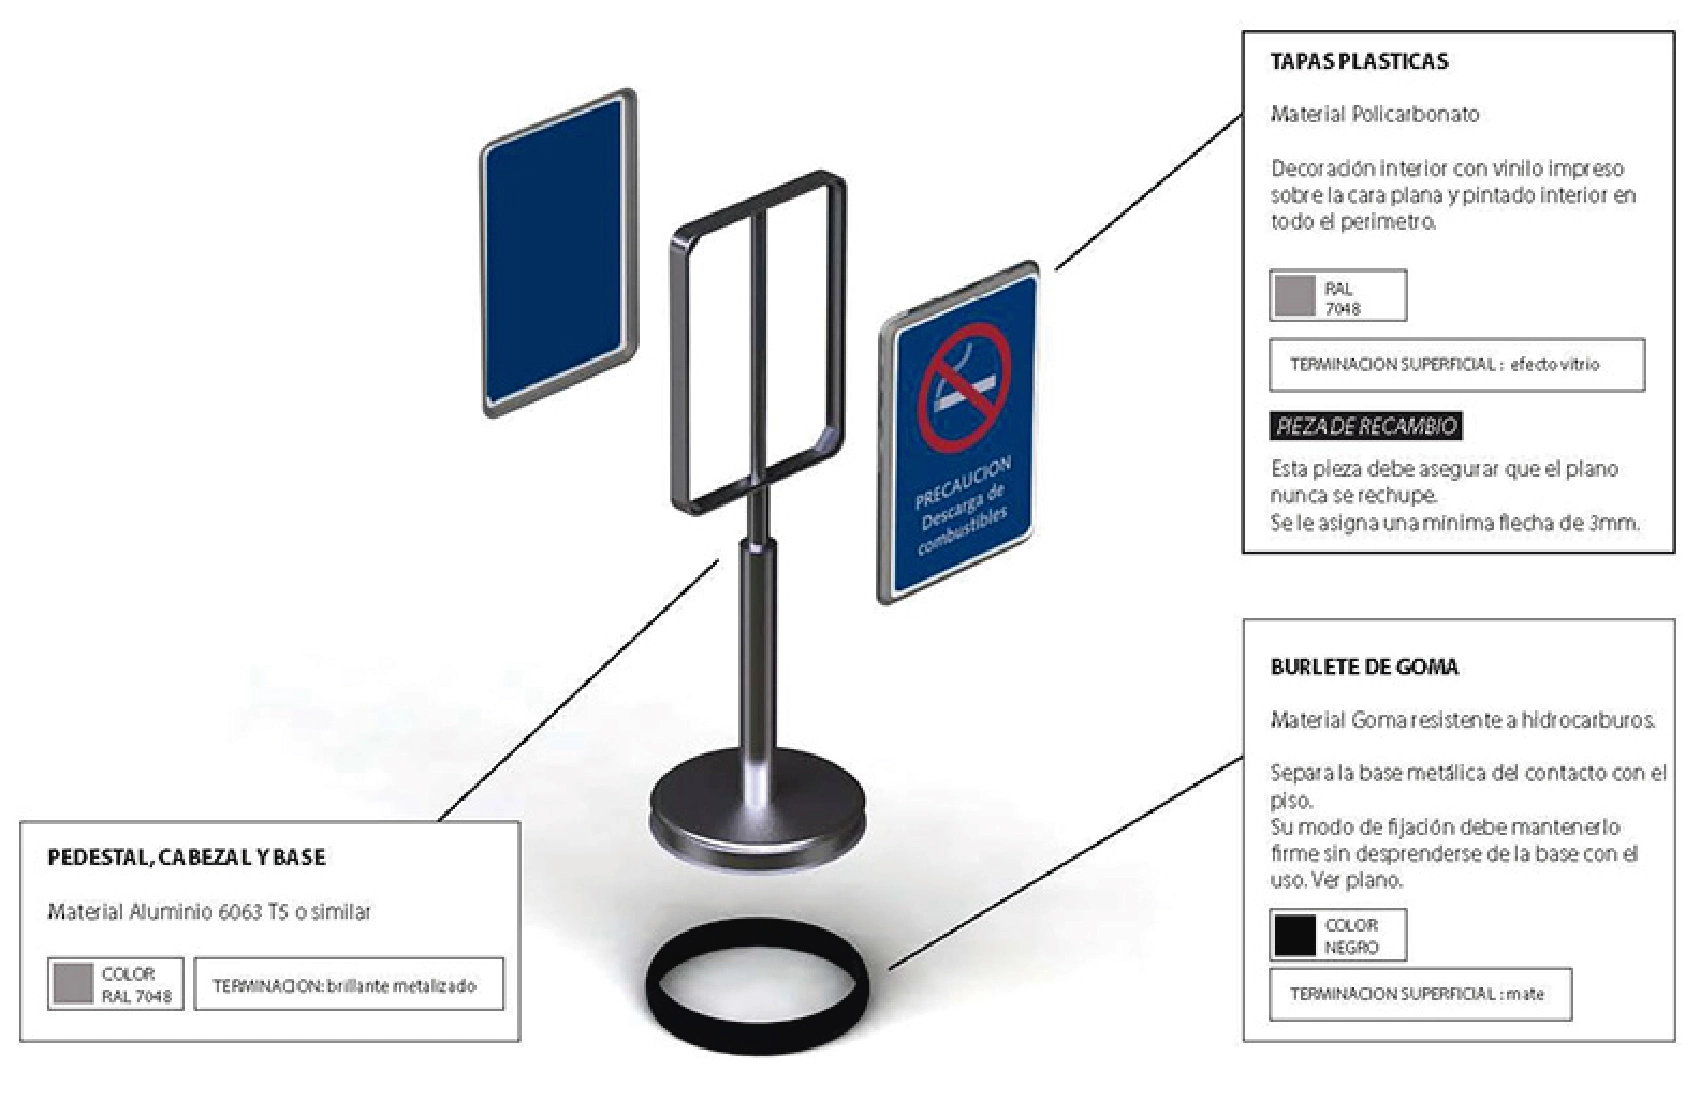 TAPAS PLASTICAS
Material Policarbonato
Decoración interior con vinilo impreso
sobre la cara plana y pintado interior en
todo el perimetro.
RAL
7048
TERMINACION SUPERFICIAL : efecto vitrio
PIEZA DE RECAMBIO
Esta pieza debe asegurar que el plano
nunca se rechupe.
Se le asigna una minima flecha de 3mm.
PRECAUCION
Descarga de
combustibles
BURLETE DE GOMA
Material Goma resistente a hidrocarburos.
Separa la base metálica del contacto con el
piso.
Su modo de fijación debe mantenerlo
firme sin desprenderse de la base con el
uso. Ver plano.
COLOR
NEGRO
TERMINACION SUPERFICIAL : mate
PEDESTAL, CABEZAL Y BASE
Material Aluminio 6063 T5 o similar
COLOR
RAL 7048
TERMINACION: brillante metalizado